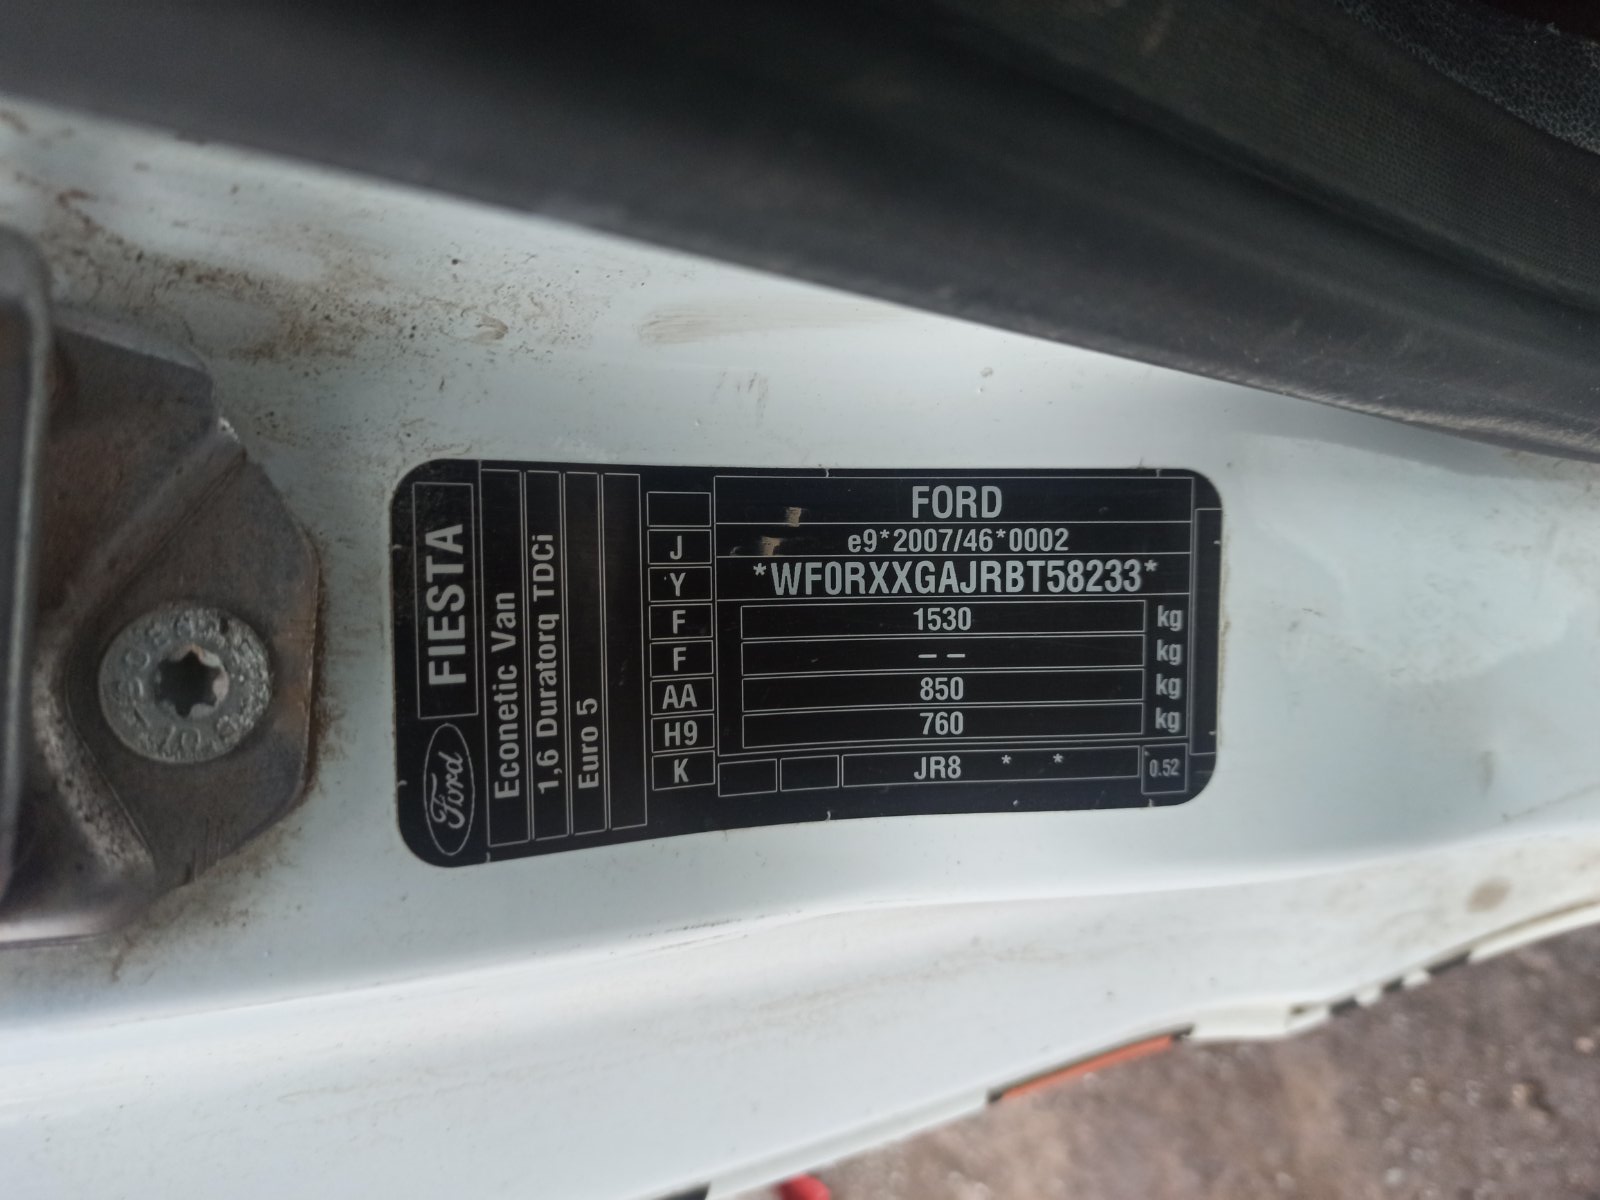 FORD
J e9*2007/46*0002
Y *WF0RXXGAJRBT58233*
F 1530 kg
F – – kg
AA 850 kg
H9 760 kg
K JR8 * * 0.52
Ford FIESTA
Econetic Van
1,6 Duratorq TDCi
Euro 5